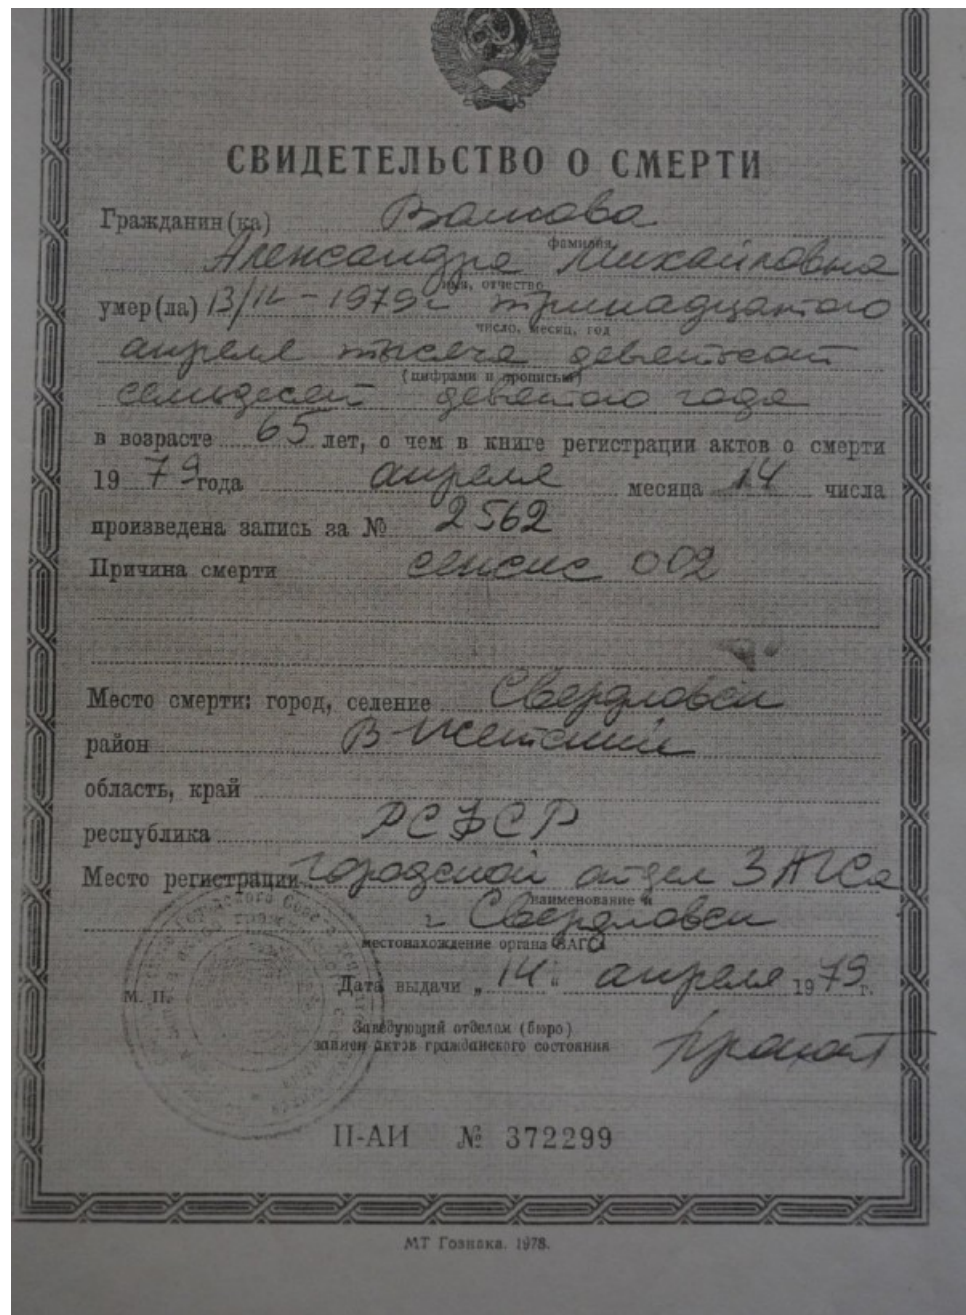 СВИДЕТЕЛЬСТВО О СМЕРТИ
Гражданин(ка)
фамилия
Александра Михайловна
имя, отчество
умер(ла) 13/IV - 1979г тринадцатого
число, месяц, год
апреля тысяча девятьсот
(цифрами и прописью)
семьдесят девятого года
в возрасте 65 лет, о чем в книге регистрации актов о смерти
19 79 года апреля месяца 14 числа
произведена запись за № 2562
Причина смерти сепсис 002
Место смерти: город, селение Свердловск
район В-Исетский
область, край
республика РСФСР
Место регистрации городской отдел ЗАГСа
наименование и
г Свердловск
местонахождение органа ЗАГСа
М. П. Дата выдачи „ 14 “ апреля 19 79 г.
Заведующий отделом (бюро)
записи актов гражданского состояния
II-АИ № 372299
МТ Гознака. 1978.